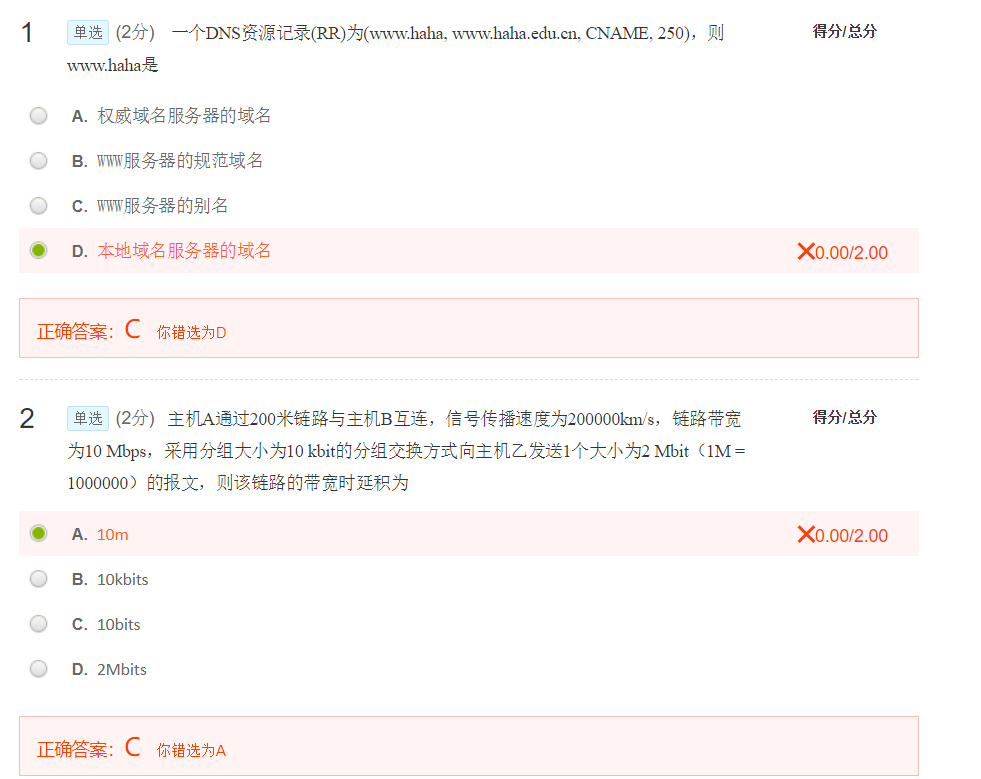 1 单选 (2分) 一个DNS资源记录(RR)为(www.haha, www.haha.edu.cn, CNAME, 250)，则 得分/总分
www.haha是
A. 权威域名服务器的域名
B. WWW服务器的规范域名
C. WWW服务器的别名
D. 本地域名服务器的域名 0.00/2.00
正确答案：C 你错选为D
2 单选 (2分) 主机A通过200米链路与主机B互连，信号传播速度为200000km/s，链路带宽 得分/总分
为10 Mbps，采用分组大小为10 kbit的分组交换方式向主机乙发送1个大小为2 Mbit（1M =
1000000）的报文，则该链路的带宽时延积为
A. 10m 0.00/2.00
B. 10kbits
C. 10bits
D. 2Mbits
正确答案：C 你错选为A